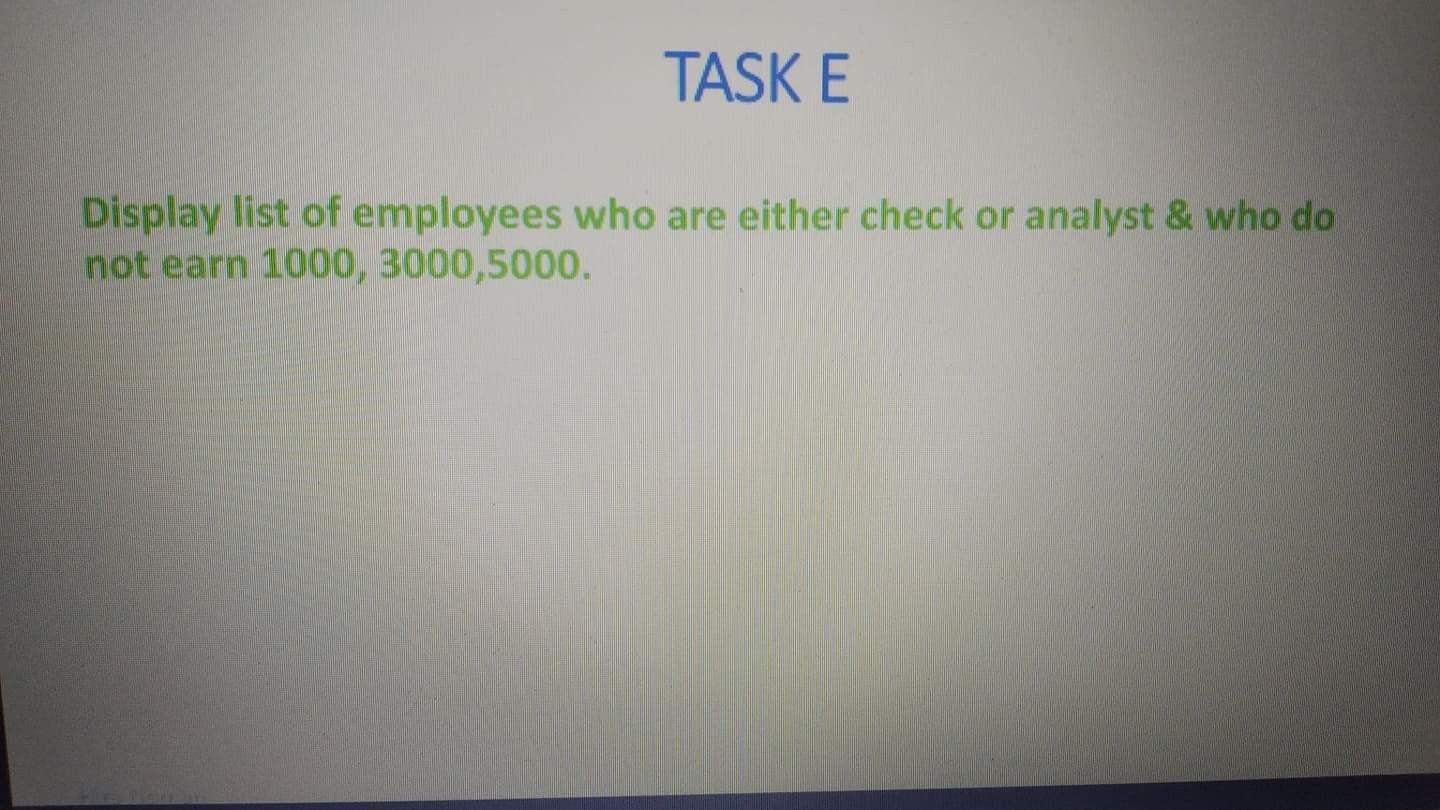 TASK E
Display list of employees who are either check or analyst & who do
not earn 1000, 3000,5000.